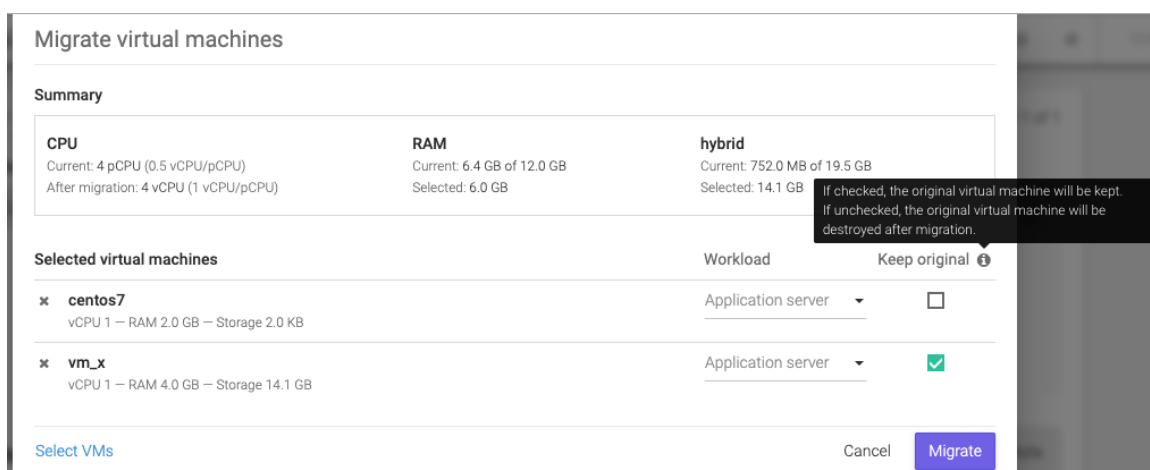 Migrate virtual machines
Summary
CPU
Current: 4 pCPU (0.5 vCPU/pCPU)
After migration: 4 vCPU (1 vCPU/pCPU)
RAM
Current: 6.4 GB of 12.0 GB
Selected: 6.0 GB
hybrid
Current: 752.0 MB of 19.5 GB
Selected: 14.1 GB
If checked, the original virtual machine will be kept.
If unchecked, the original virtual machine will be
destroyed after migration.
Selected virtual machines
Workload
Keep original
centos7
vCPU 1 — RAM 2.0 GB — Storage 2.0 KB
Application server
vm_x
vCPU 1 — RAM 4.0 GB — Storage 14.1 GB
Application server
Select VMs
Cancel
Migrate